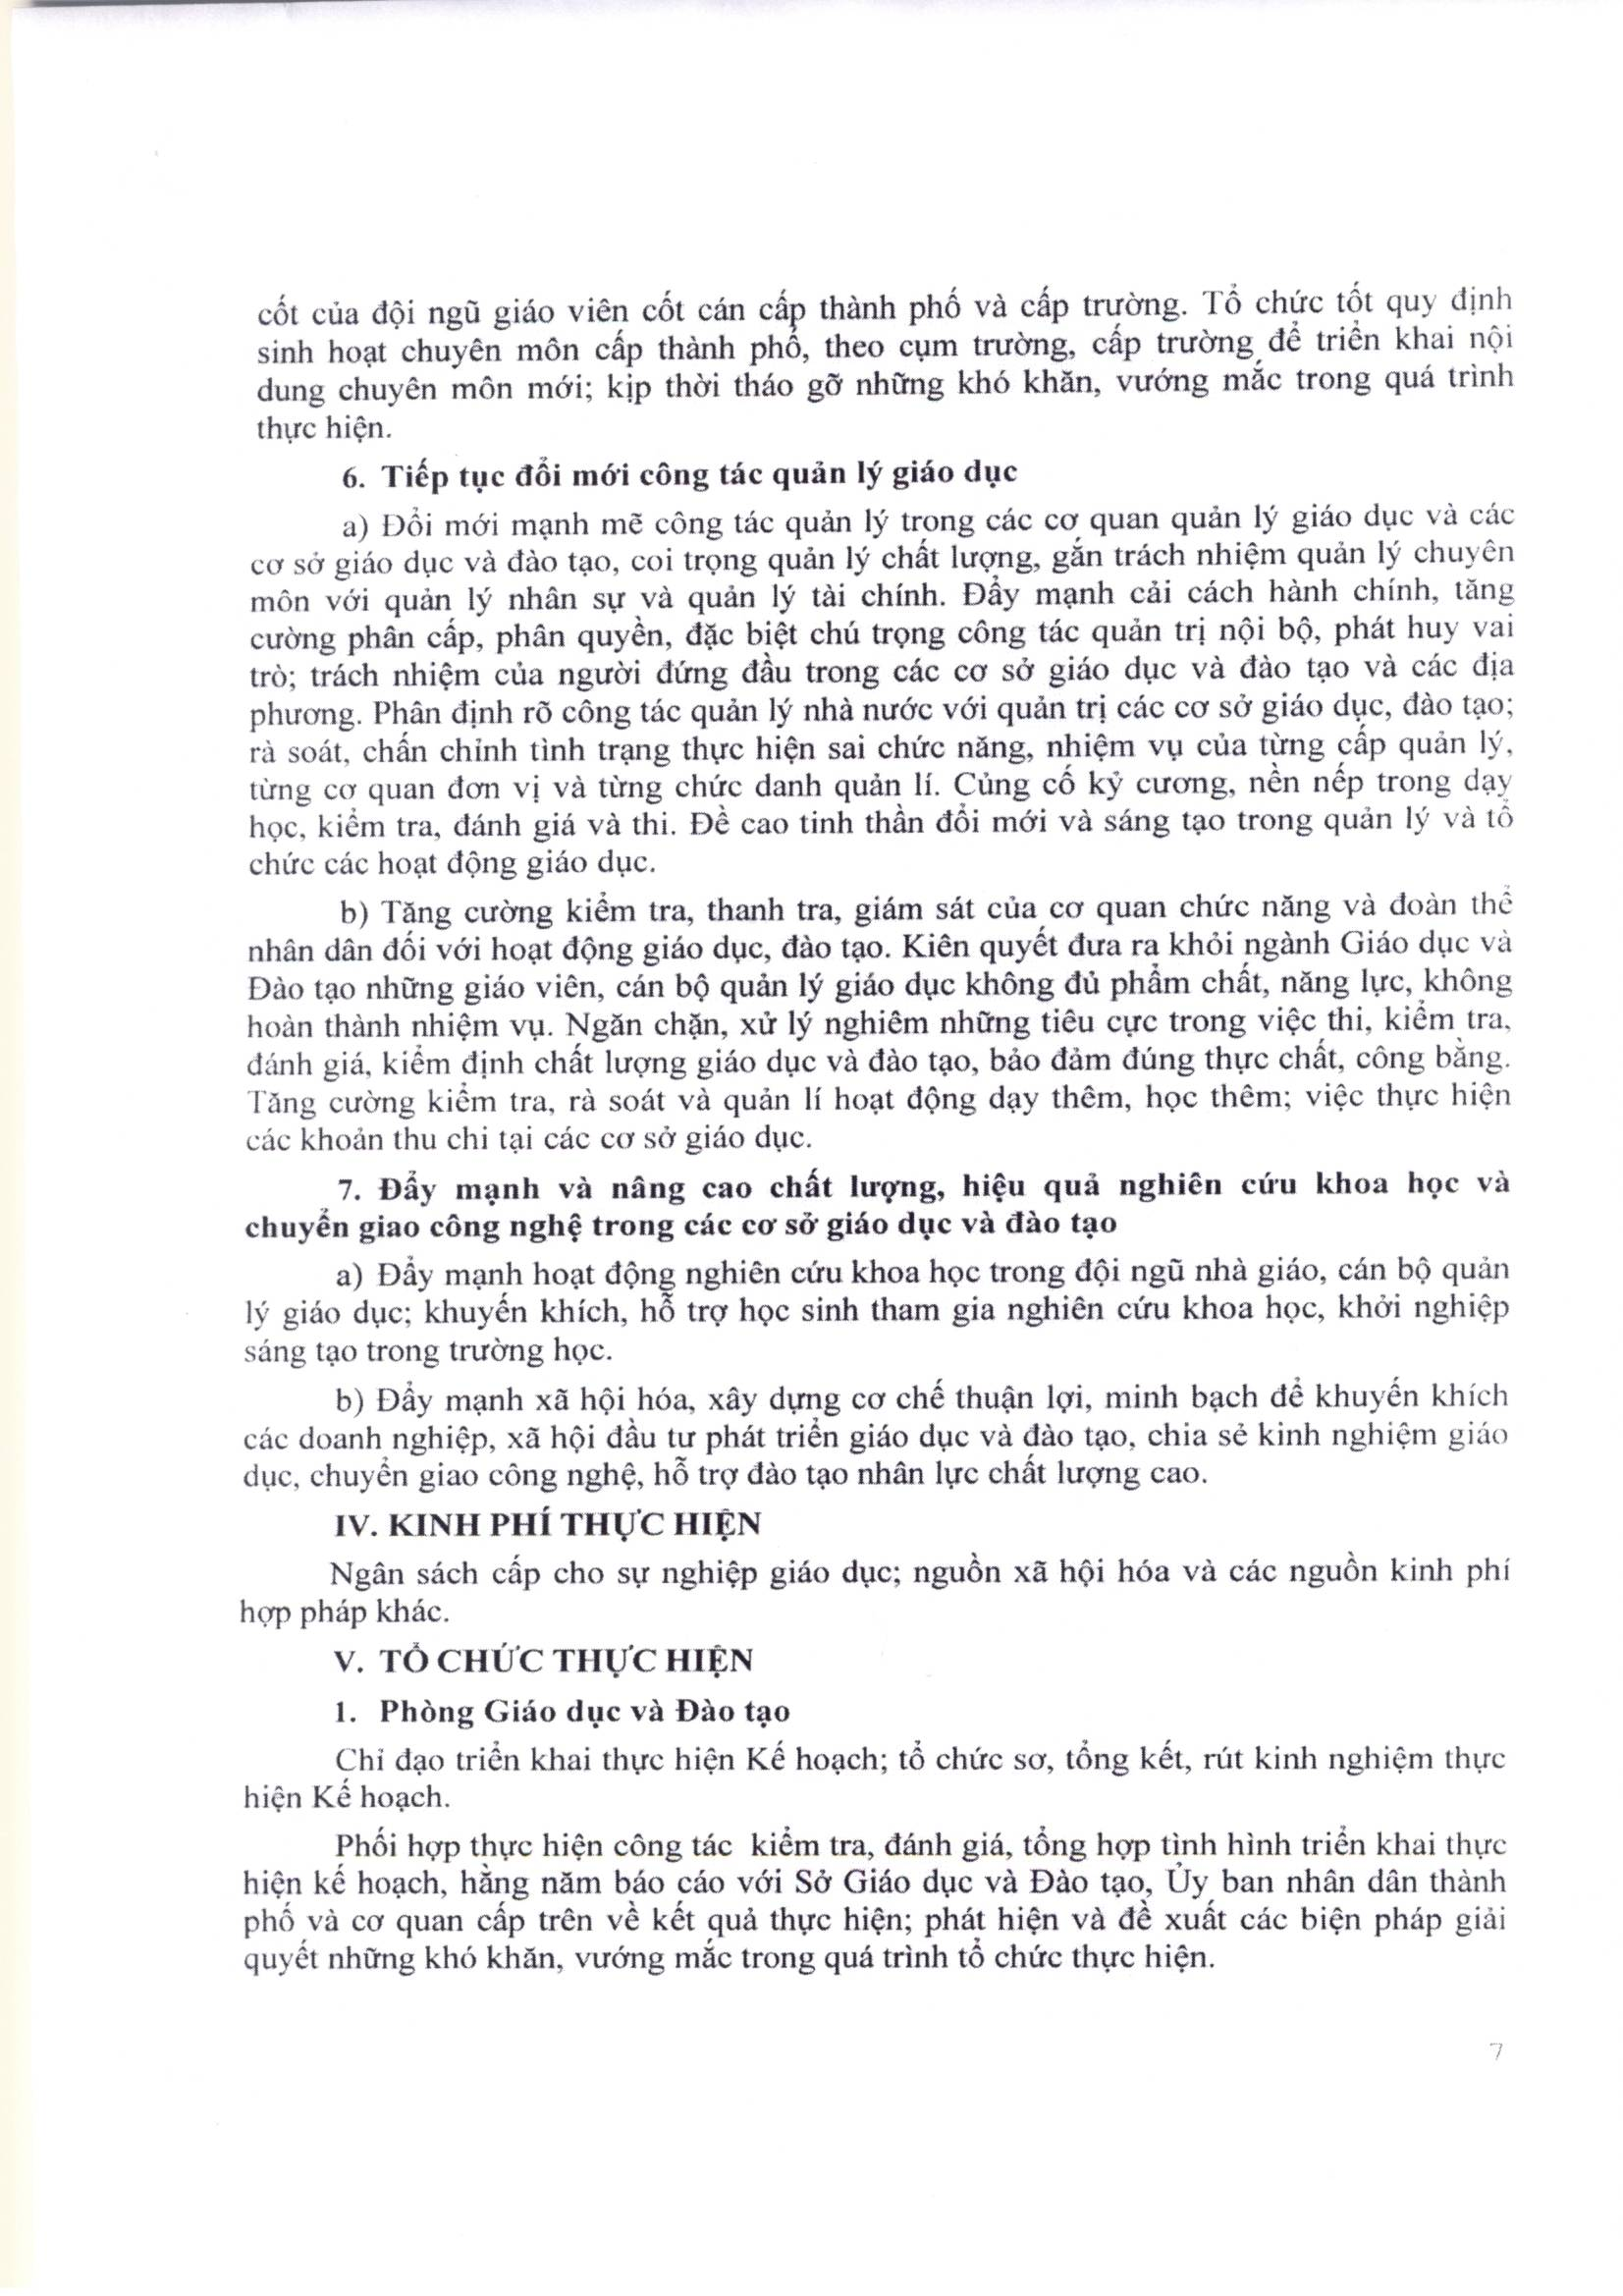 cốt của đội ngũ giáo viên cốt cán cấp thành phố và cấp trường. Tổ chức tốt quy định
sinh hoạt chuyên môn cấp thành phố, theo cụm trường, cấp trường để triển khai nội
dung chuyên môn mới; kịp thời tháo gỡ những khó khăn, vướng mắc trong quá trình
thực hiện.
6. Tiếp tục đổi mới công tác quản lý giáo dục
a) Đổi mới mạnh mẽ công tác quản lý trong các cơ quan quản lý giáo dục và các
cơ sở giáo dục và đào tạo, coi trọng quản lý chất lượng, gắn trách nhiệm quản lý chuyên
môn với quản lý nhân sự và quản lý tài chính. Đẩy mạnh cải cách hành chính, tăng
cường phân cấp, phân quyền, đặc biệt chú trọng công tác quản trị nội bộ, phát huy vai
trò; trách nhiệm của người đứng đầu trong các cơ sở giáo dục và đào tạo và các địa
phương. Phân định rõ công tác quản lý nhà nước với quản trị các cơ sở giáo dục, đào tạo;
rà soát, chấn chỉnh tình trạng thực hiện sai chức năng, nhiệm vụ của từng cấp quản lý,
từng cơ quan đơn vị và từng chức danh quản lí. Củng cố kỷ cương, nền nếp trong dạy
học, kiểm tra, đánh giá và thi. Đề cao tinh thần đổi mới và sáng tạo trong quản lý và tổ
chức các hoạt động giáo dục.
b) Tăng cường kiểm tra, thanh tra, giám sát của cơ quan chức năng và đoàn thể
nhân dân đối với hoạt động giáo dục, đào tạo. Kiên quyết đưa ra khỏi ngành Giáo dục và
Đào tạo những giáo viên, cán bộ quản lý giáo dục không đủ phẩm chất, năng lực, không
hoàn thành nhiệm vụ. Ngăn chặn, xử lý nghiêm những tiêu cực trong việc thi, kiểm tra,
đánh giá, kiểm định chất lượng giáo dục và đào tạo, bảo đảm đúng thực chất, công bằng.
Tăng cường kiểm tra, rà soát và quản lí hoạt động dạy thêm, học thêm; việc thực hiện
các khoản thu chi tại các cơ sở giáo dục.
7. Đẩy mạnh và nâng cao chất lượng, hiệu quả nghiên cứu khoa học và
chuyển giao công nghệ trong các cơ sở giáo dục và đào tạo
a) Đẩy mạnh hoạt động nghiên cứu khoa học trong đội ngũ nhà giáo, cán bộ quản
lý giáo dục; khuyến khích, hỗ trợ học sinh tham gia nghiên cứu khoa học, khởi nghiệp
sáng tạo trong trường học.
b) Đẩy mạnh xã hội hóa, xây dựng cơ chế thuận lợi, minh bạch để khuyến khích
các doanh nghiệp, xã hội đầu tư phát triển giáo dục và đào tạo, chia sẻ kinh nghiệm giáo
dục, chuyển giao công nghệ, hỗ trợ đào tạo nhân lực chất lượng cao.
IV. KINH PHÍ THỰC HIỆN
Ngân sách cấp cho sự nghiệp giáo dục; nguồn xã hội hóa và các nguồn kinh phí
hợp pháp khác.
V. TỔ CHỨC THỰC HIỆN
1. Phòng Giáo dục và Đào tạo
Chỉ đạo triển khai thực hiện Kế hoạch; tổ chức sơ, tổng kết, rút kinh nghiệm thực
hiện Kế hoạch.
Phối hợp thực hiện công tác kiểm tra, đánh giá, tổng hợp tình hình triển khai thực
hiện kế hoạch, hằng năm báo cáo với Sở Giáo dục và Đào tạo, Ủy ban nhân dân thành
phố và cơ quan cấp trên về kết quả thực hiện; phát hiện và đề xuất các biện pháp giải
quyết những khó khăn, vướng mắc trong quá trình tổ chức thực hiện.
7